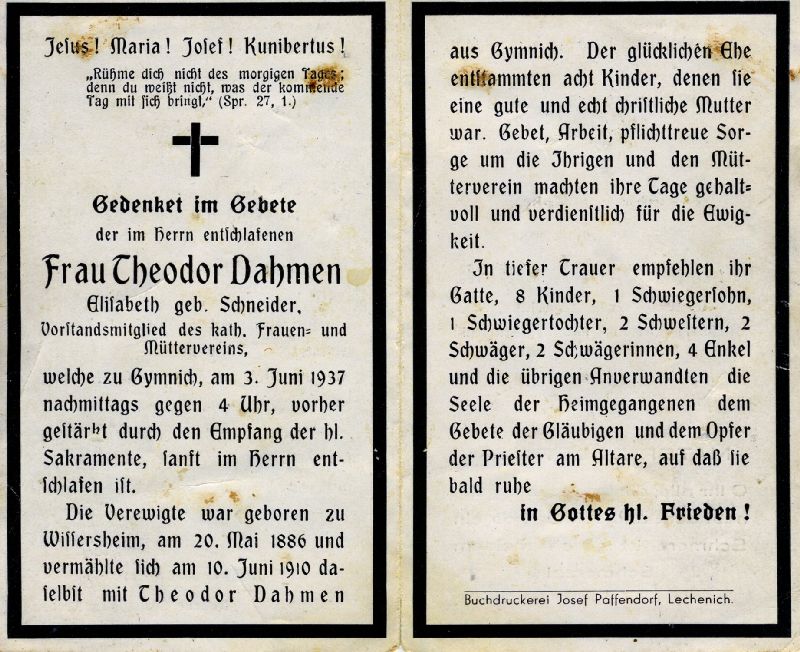 Jesus! Maria! Josef! Kunibertus!
„Rühme dich nicht des morgigen Tages;
denn du weißt nicht, was der kommende
Tag mit sich bringt." (Spr. 27, 1.)
Gedenket im Gebete
der im Herrn entschlafenen
Frau Theodor Dahmen
Elisabeth geb. Schneider,
Vorstandsmitglied des kath. Frauen- und
Müttervereins,
welche zu Gymnich, am 3. Juni 1937
nachmittags gegen 4 Uhr, vorher
gestärkt durch den Empfang der hl.
Sakramente, sanft im Herrn ent-
schlafen ist.
Die Verewigte war geboren zu
Wissersheim, am 20. Mai 1886 und
vermählte sich am 10. Juni 1910 da-
selbst mit Theodor Dahmen
aus Gymnich. Der glücklichen Ehe
entstammten acht Kinder, denen sie
eine gute und echt christliche Mutter
war. Gebet, Arbeit, pflichttreue Sor-
ge um die Ihrigen und den Müt-
terverein machten ihre Tage gehalt-
voll und verdienstlich für die Ewig-
keit.
In tiefer Trauer empfehlen ihr
Gatte, 8 Kinder, 1 Schwiegersohn,
1 Schwiegertochter, 2 Schwestern, 2
Schwäger, 2 Schwägerinnen, 4 Enkel
und die übrigen Anverwandten die
Seele der Heimgegangenen dem
Gebete der Gläubigen und dem Opfer
der Priester am Altare, auf daß sie
bald ruhe
in Gottes hl. Frieden!
Buchdruckerei Josef Paffendorf, Lechenich.